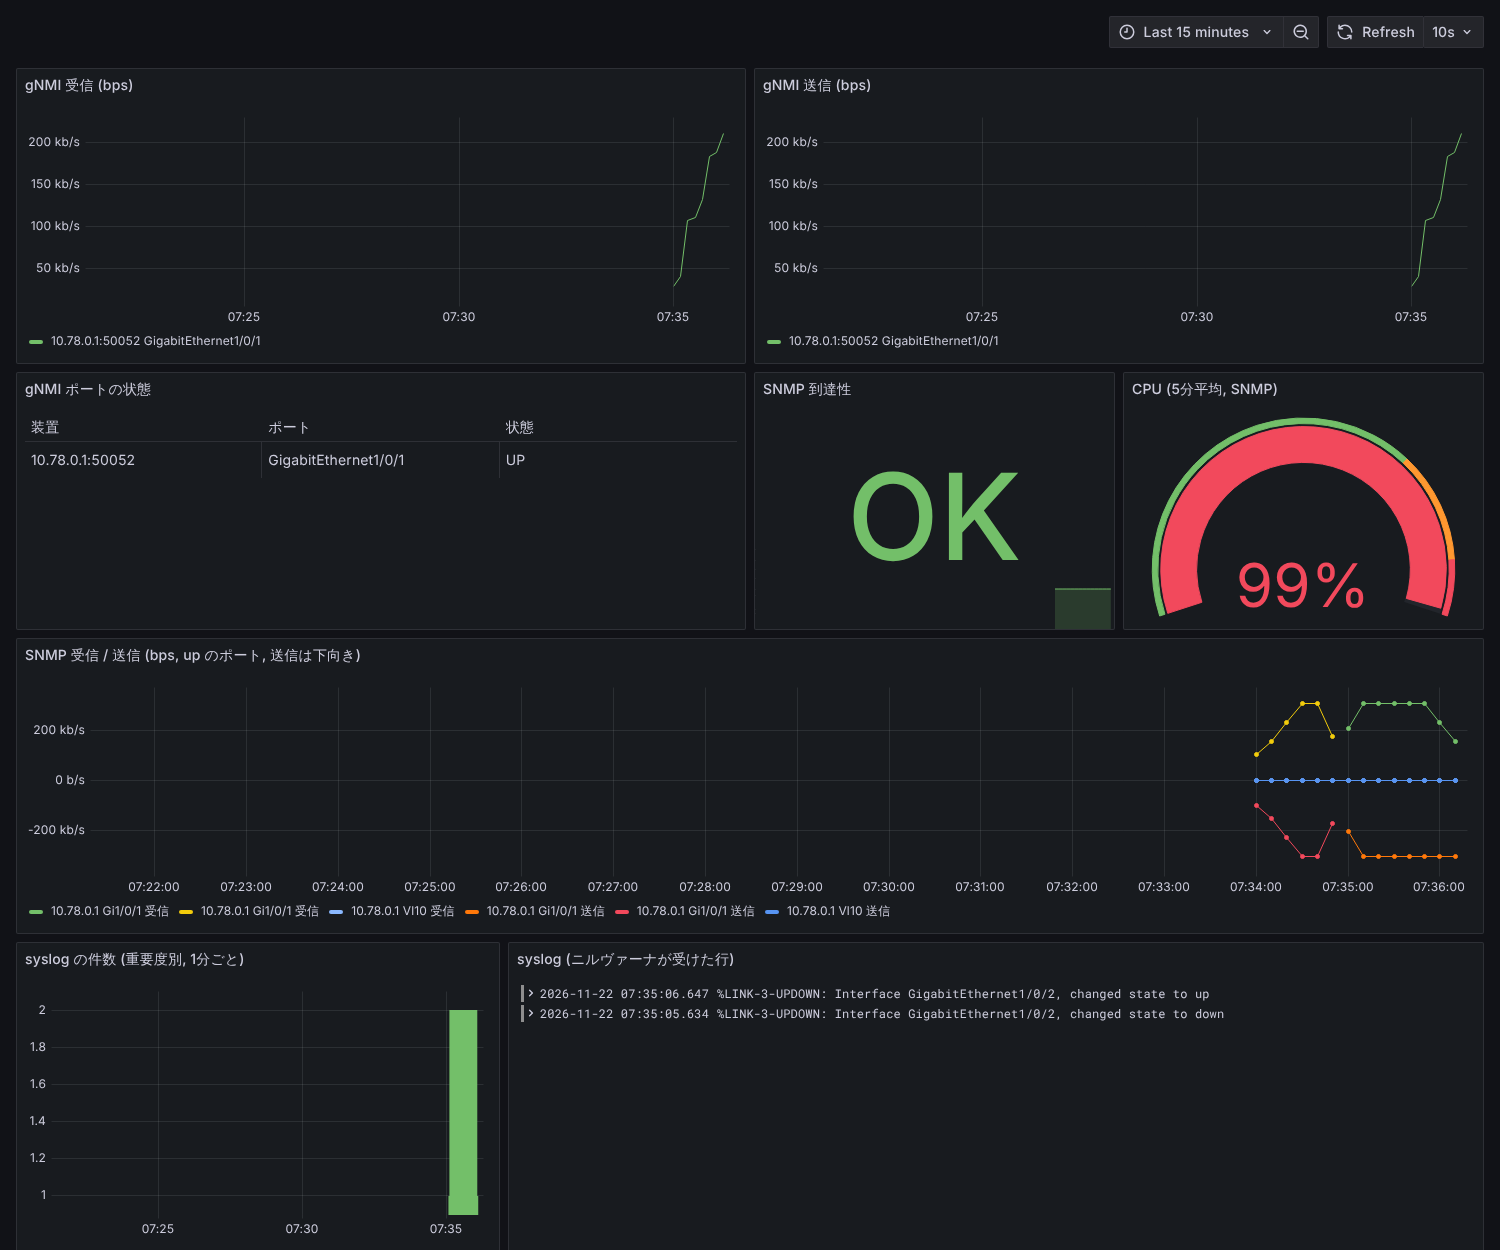 Last 15 minutes
Refresh
10s
gNMI 受信 (bps)
200 kb/s
150 kb/s
100 kb/s
50 kb/s
07:25
07:30
07:35
10.78.0.1:50052 GigabitEthernet1/0/1
gNMI 送信 (bps)
200 kb/s
150 kb/s
100 kb/s
50 kb/s
07:25
07:30
07:35
10.78.0.1:50052 GigabitEthernet1/0/1
gNMI ポートの状態
装置 ポート 状態
10.78.0.1:50052 GigabitEthernet1/0/1 UP
SNMP 到達性
OK
CPU (5分平均, SNMP)
99%
SNMP 受信 / 送信 (bps, up のポート, 送信は下向き)
200 kb/s
0 b/s
-200 kb/s
07:22:00 07:23:00 07:24:00 07:25:00 07:26:00 07:27:00 07:28:00 07:29:00 07:30:00 07:31:00 07:32:00 07:33:00 07:34:00 07:35:00 07:36:00
10.78.0.1 Gi1/0/1 受信 10.78.0.1 Gi1/0/1 受信 10.78.0.1 Vl10 受信 10.78.0.1 Gi1/0/1 送信 10.78.0.1 Gi1/0/1 送信 10.78.0.1 Vl10 送信
syslog の件数 (重要度別, 1分ごと)
2
1.8
1.6
1.4
1.2
1
07:25
07:30
07:35
syslog (ニルヴァーナが受けた行)
2026-11-22 07:35:06.647 %LINK-3-UPDOWN: Interface GigabitEthernet1/0/2, changed state to up
2026-11-22 07:35:05.634 %LINK-3-UPDOWN: Interface GigabitEthernet1/0/2, changed state to down